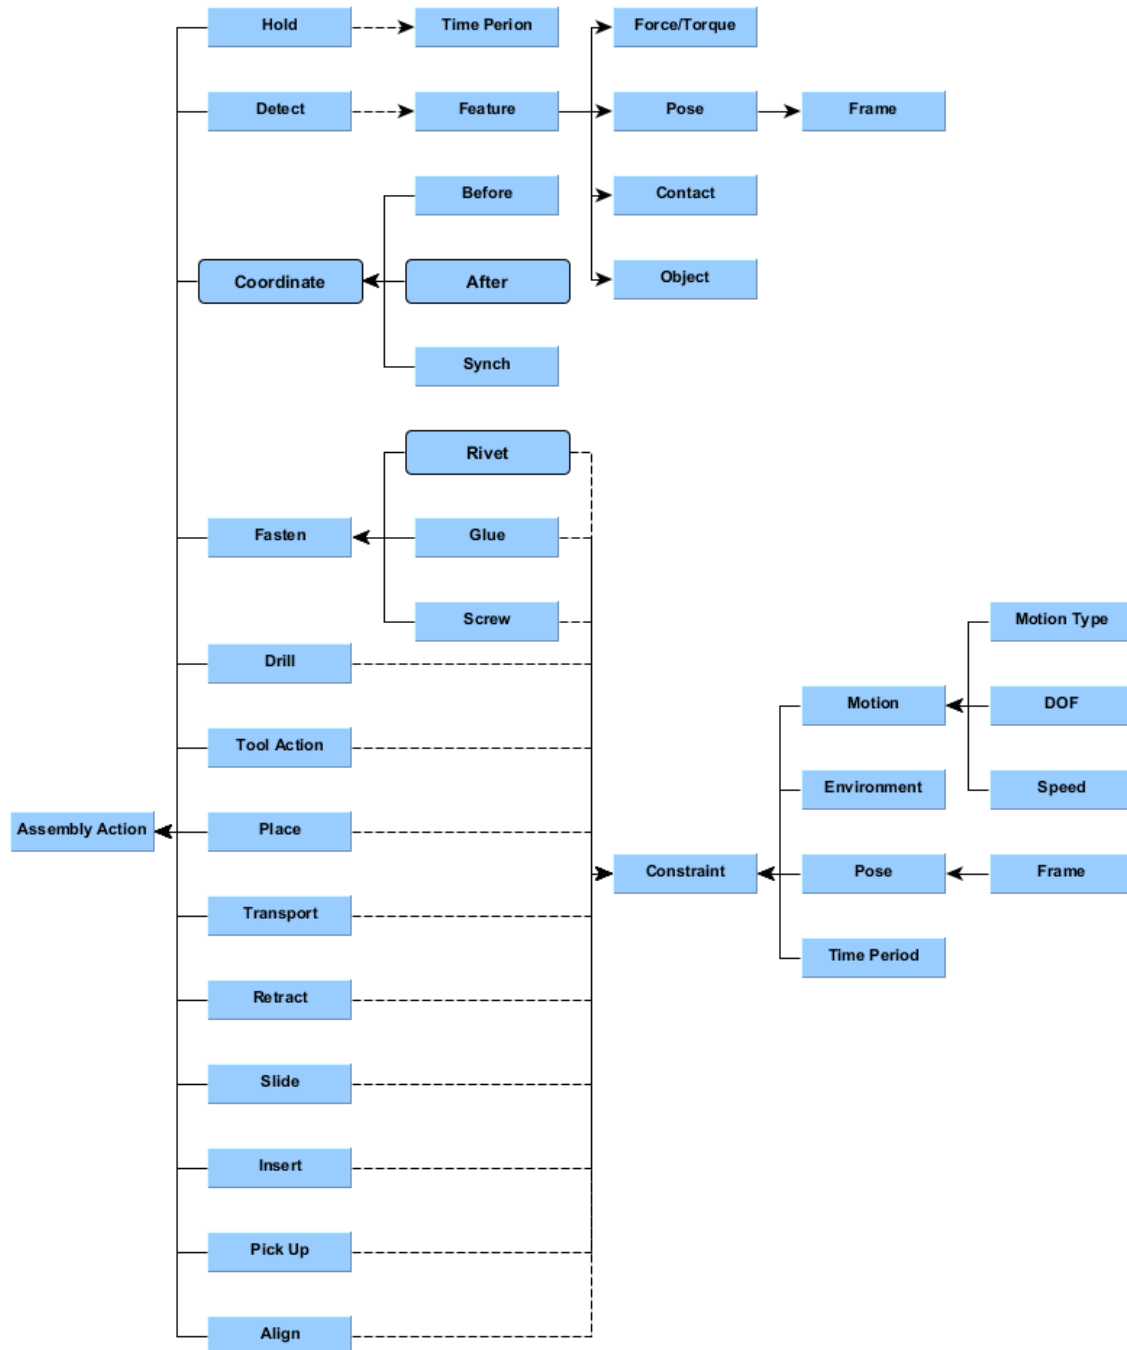 Hold
Time Perion
Force/Torque
Detect
Feature
Pose
Frame
Before
Contact
Coordinate
After
Object
Synch
Rivet
Fasten
Glue
Screw
Motion Type
Drill
Motion
DOF
Tool Action
Environment
Speed
Assembly Action
Place
Constraint
Pose
Frame
Transport
Time Period
Retract
Slide
Insert
Pick Up
Align